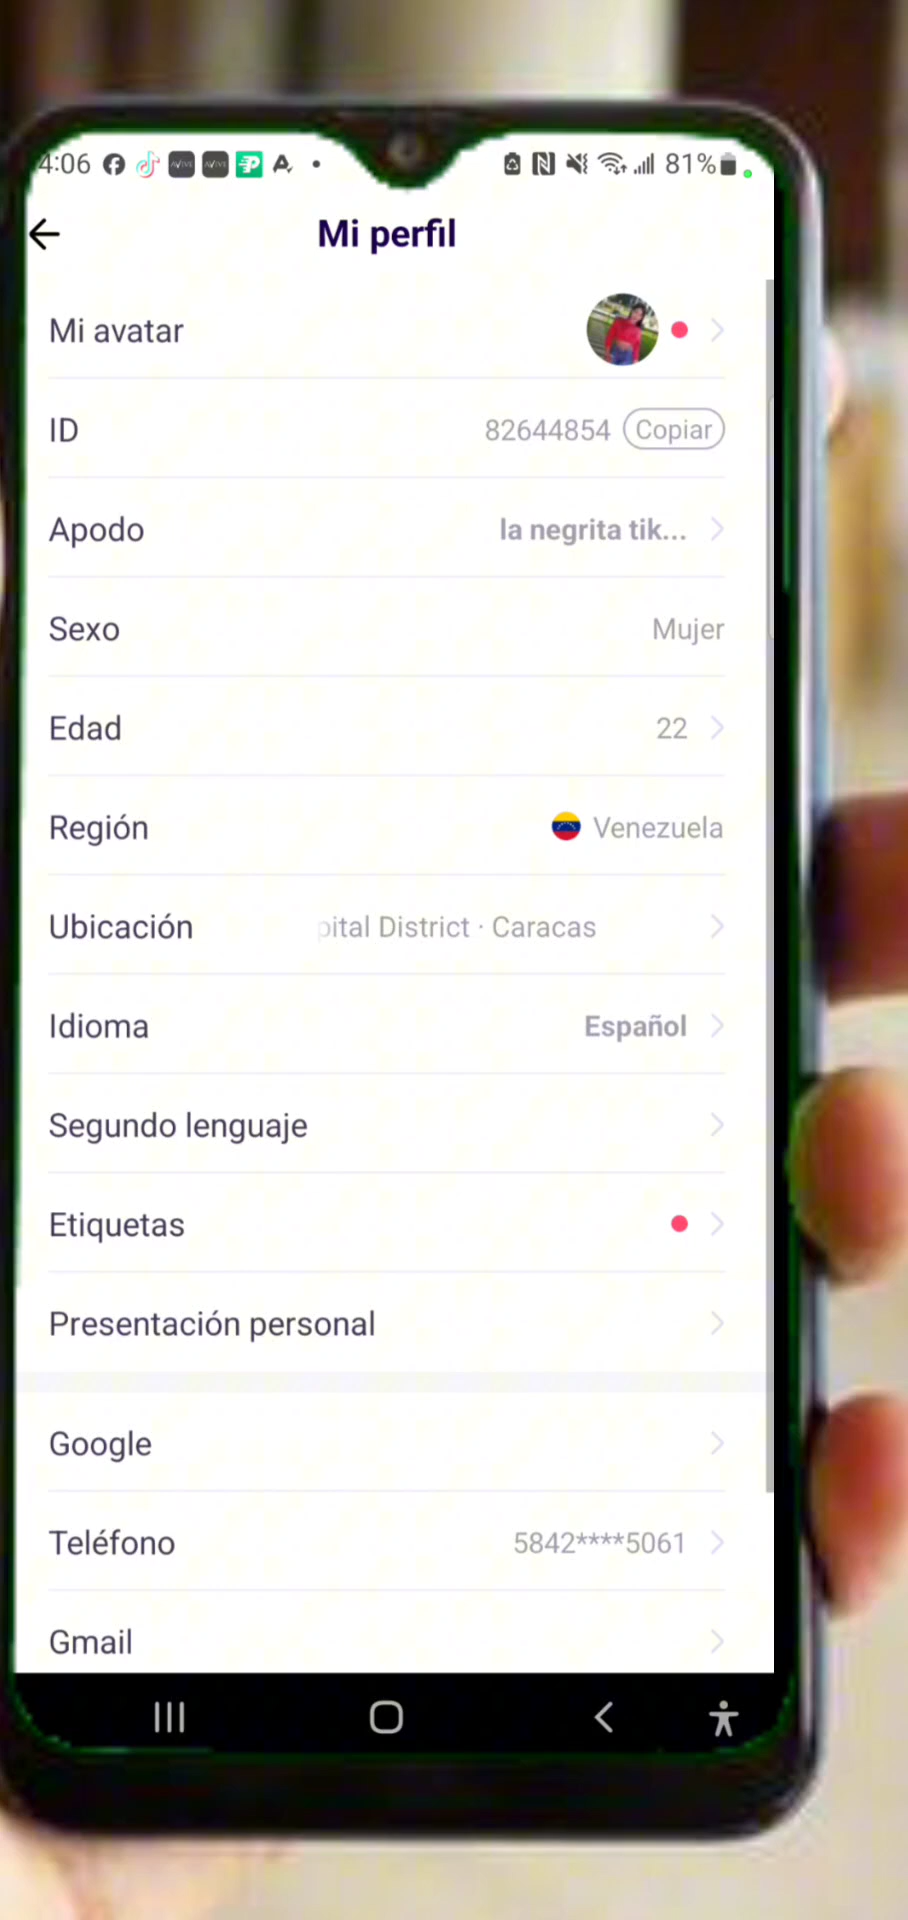 4:06 81%
Mi perfil
Mi avatar
ID 82644854 Copiar
Apodo la negrita tik...
Sexo Mujer
Edad 22
Región Venezuela
Ubicación pital District · Caracas
Idioma Español
Segundo lenguaje
Etiquetas
Presentación personal
Google
Teléfono 5842****5061
Gmail